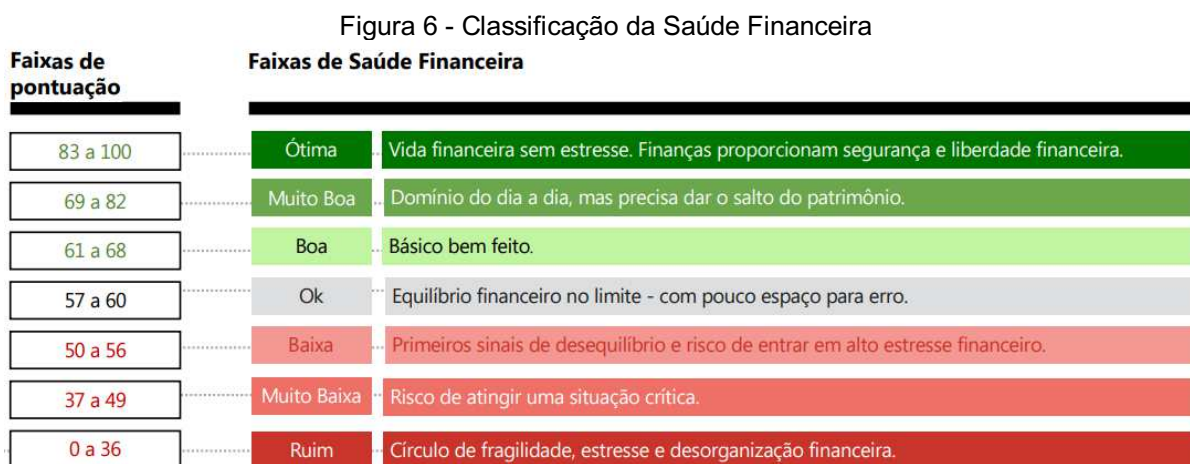 Figura 6 - Classificação da Saúde Financeira
Faixas de
pontuação
Faixas de Saúde Financeira
83 a 100 Ótima Vida financeira sem estresse. Finanças proporcionam segurança e liberdade financeira.
69 a 82 Muito Boa Domínio do dia a dia, mas precisa dar o salto do patrimônio.
61 a 68 Boa Básico bem feito.
57 a 60 Ok Equilíbrio financeiro no limite - com pouco espaço para erro.
50 a 56 Baixa Primeiros sinais de desequilíbrio e risco de entrar em alto estresse financeiro.
37 a 49 Muito Baixa Risco de atingir uma situação crítica.
0 a 36 Ruim Círculo de fragilidade, estresse e desorganização financeira.